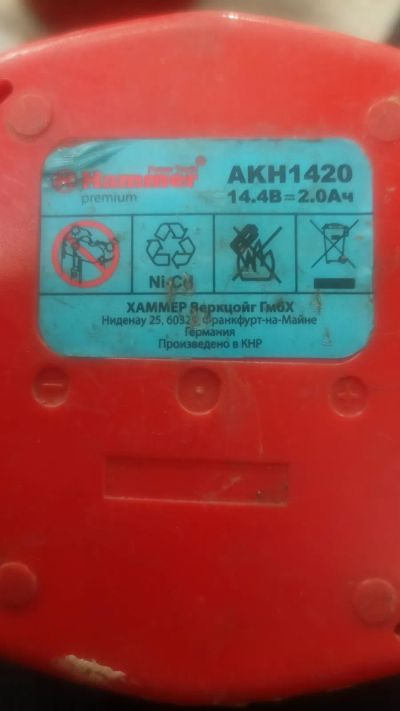 Hammer
premium
AKH1420
14.4В=2.0Ач
Ni-Cd
ХАММЕР Веркцойг ГмбХ
Ниденау 25, 60325 Франкфурт-на-Майне
Германия
Произведено в КНР